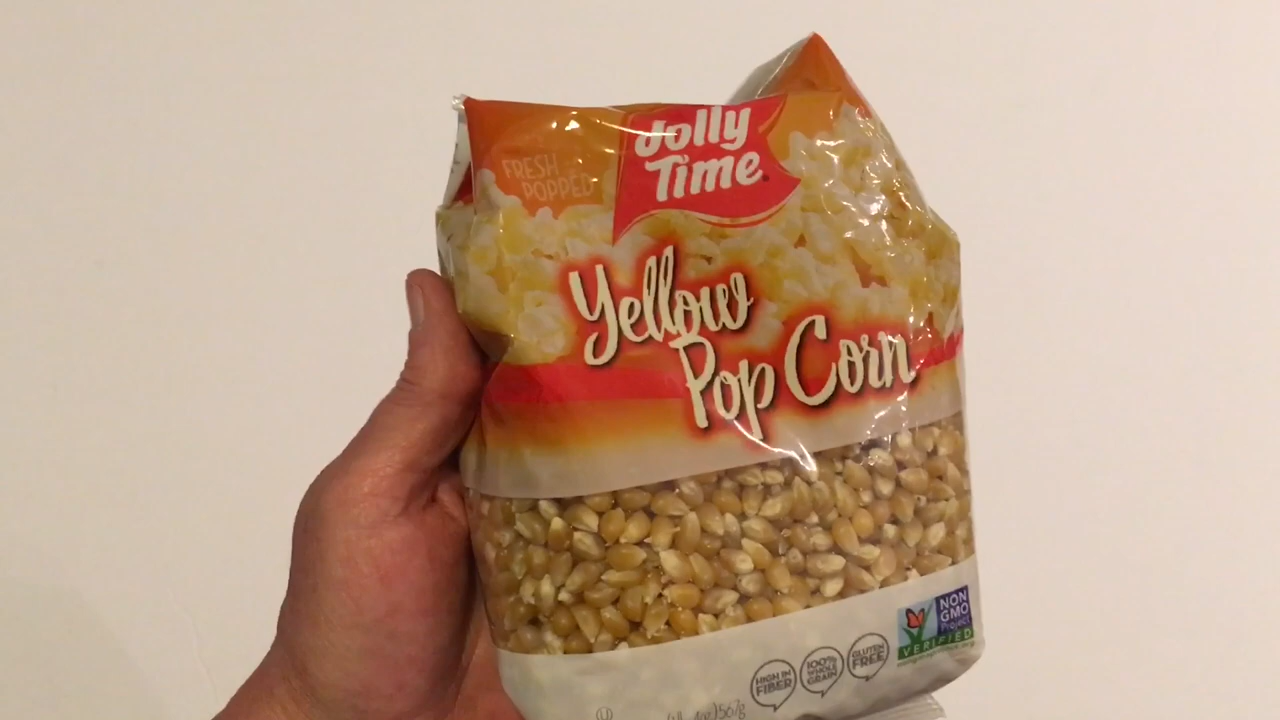 Jolly
Time
FRESH
POPPED
Yellow
Pop Corn
NON
GMO
Project
VERIFIED
HIGH IN
FIBER
100%
WHOLE
GRAIN
GLUTEN
FREE
U
567g